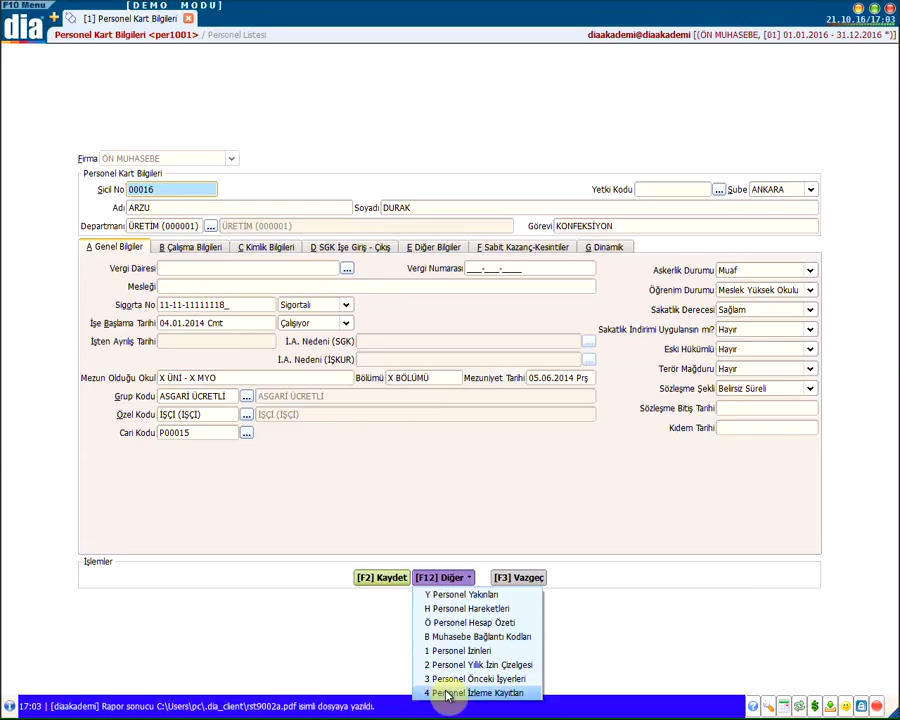 F10 Menu
[DEMO MODU]
dia
[1] Personel Kart Bilgileri
21.10.16/17:03
Personel Kart Bilgileri <per1001> / Personel Listesi
diaakademi@diaakademi [(ÖN MUHASEBE, [01] 01.01.2016 - 31.12.2016 *)]
Firma ÖN MUHASEBE
Personel Kart Bilgileri
Sicil No 00016 Yetki Kodu ... Şube ANKARA
Adı ARZU Soyadı DURAK
Departmanı ÜRETİM (000001) ... ÜRETİM (000001) Görevi KONFEKSİYON
A Genel Bilgiler B Çalışma Bilgileri C Kimlik Bilgileri D SGK İşe Giriş - Çıkış E Diğer Bilgiler F Sabit Kazanç-Kesintiler G Dinamik
Vergi Dairesi ... Vergi Numarası ___-___-____ Askerlik Durumu Muaf
Mesleği Öğrenim Durumu Meslek Yüksek Okulu
Sigorta No 11-11-11111118_ Sigortalı Sakatlık Derecesi Sağlam
İşe Başlama Tarihi 04.01.2014 Cmt Çalışıyor Sakatlık İndirimi Uygulansın mı? Hayır
İşten Ayrılış Tarihi İ.A. Nedeni (SGK) ... Eski Hükümlü Hayır
İ.A. Nedeni (İŞKUR) ... Terör Mağduru Hayır
Mezun Olduğu Okul X ÜNİ - X MYO Bölümü X BÖLÜMÜ Mezuniyet Tarihi 05.06.2014 Prş Sözleşme Şekli Belirsiz Süreli
Grup Kodu ASGARİ ÜCRETLİ ... ASGARİ ÜCRETLİ Sözleşme Bitiş Tarihi
Özel Kodu İŞÇİ (İŞÇİ) ... İŞÇİ (İŞÇİ) Kıdem Tarihi
Cari Kodu P00015 ...
İşlemler
[F2] Kaydet [F12] Diğer [F3] Vazgeç
Y Personel Yakınları
H Personel Hareketleri
Ö Personel Hesap Özeti
B Muhasebe Bağlantı Kodları
1 Personel İzinleri
2 Personel Yıllık İzin Çizelgesi
3 Personel Önceki İşyerleri
4 Personel İzleme Kayıtları
17:03 | [diaakademi] Rapor sonucu C:\Users\pc\.dia_client\rst9002a.pdf isimli dosyaya yazıldı.